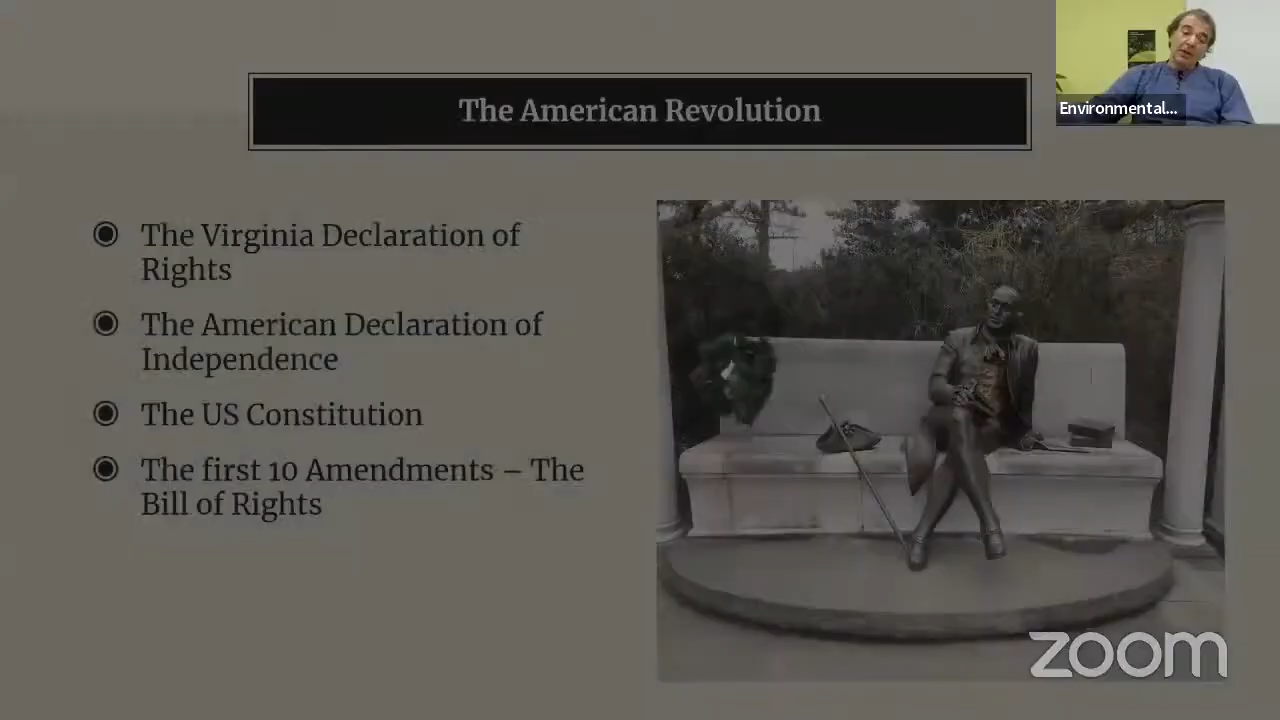 The American Revolution
Environmental...
The Virginia Declaration of
Rights
The American Declaration of
Independence
The US Constitution
The first 10 Amendments – The
Bill of Rights
zoom